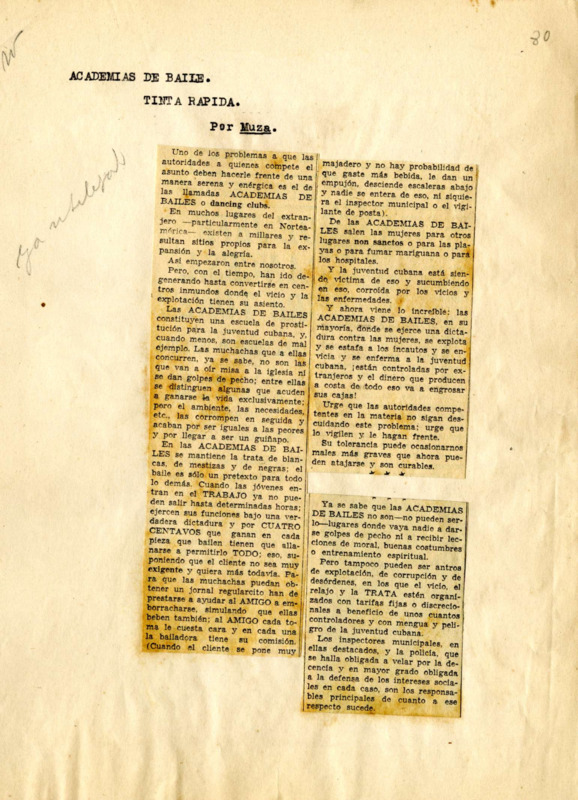 80
ACADEMIAS DE BAILE.
TINTA RAPIDA.
Por Muza.
Uno de los problemas a que las
autoridades a quienes compete el
asunto deben hacerle frente de una
manera serena y enérgica es el de
las llamadas ACADEMIAS DE
BAILES o dancing clubs.
En muchos lugares del extran-
jero —particularmente en Nortea-
mérica— existen a millares y re-
sultan sitios propios para la ex-
pansión y la alegría.
Así empezaron entre nosotros.
Pero, con el tiempo, han ido de-
generando hasta convertirse en cen-
tros inmundos donde el vicio y la
explotación tienen su asiento.
Las ACADEMIAS DE BAILES
constituyen una escuela de prosti-
tución para la juventud cubana, y,
cuando menos, son escuelas de mal
ejemplo. Las muchachas que a ellas
concurren, ya se sabe, no son las
que van a oír misa a la iglesia ni
se dan golpes de pecho; entre ellas
se distinguen algunas que acuden
a ganarse la vida exclusivamente;
pero el ambiente, las necesidades,
etc., las corrompen en seguida y
acaban por ser iguales a las peores
y por llegar a ser un guiñapo.
En las ACADEMIAS DE BAI-
LES se mantiene la trata de blan-
cas, de mestizas y de negras; el
baile es sólo un pretexto para todo
lo demás. Cuando las jóvenes en-
tran en el TRABAJO ya no pue-
den salir hasta determinadas horas;
ejercen sus funciones bajo una ver-
dadera dictadura y por CUATRO
CENTAVOS que ganan en cada
pieza que bailen tienen que alla-
narse a permitirlo TODO; eso, su-
poniendo que el cliente no sea muy
exigente y quiera más todavía. Pa-
ra que las muchachas puedan ob-
tener un jornal regularcito han de
prestarse a ayudar al AMIGO a em-
borracharse, simulando que ellas
beben también; al AMIGO cada to-
ma le cuesta cara y en cada una
la bailadora tiene su comisión.
(Cuando el cliente se pone muy
majadero y no hay probabilidad de
que gaste más bebida, le dan un
empujón, desciende escaleras abajo
y nadie se entera de eso, ni siquie-
ra el inspector municipal o el vigi-
lante de posta).
De las ACADEMIAS DE BAI-
LES salen las mujeres para otros
lugares non sanctos o para las pla-
yas o para fumar mariguana o para
los hospitales.
Y la juventud cubana está sien-
do víctima de eso y sucumbiendo
en eso, corroída por los vicios y
las enfermedades.
Y ahora viene lo increíble: las
ACADEMIAS DE BAILES, en su
mayoría, donde se ejerce una dicta-
dura contra las mujeres, se explota
y se estafa a los incautos y se en-
vicia y se enferma a la juventud
cubana, ¡están controladas por ex-
tranjeros y el dinero que producen
a costa de todo eso va a engrosar
sus cajas!
Urge que las autoridades compe-
tentes en la materia no sigan des-
cuidando este problema; urge que
lo vigilen y le hagan frente.
Su tolerancia puede ocasionarnos
males más graves que ahora pue-
den atajarse y son curables.
* * *
Ya se sabe que las ACADEMIAS
DE BAILES no son—no pueden ser-
lo—lugares donde vaya nadie a dar-
se golpes de pecho ni a recibir lec-
ciones de moral, buenas costumbres
o entrenamiento espiritual.
Pero tampoco pueden ser antros
de explotación, de corrupción y de
desórdenes, en los que el vicio, el
relajo y la TRATA estén organi-
zados con tarifas fijas o discrecio-
nales a beneficio de unos cuantos
controladores y con mengua y peli-
gro de la juventud cubana.
Los inspectores municipales, en
ellas destacados, y la policía, que
se halla obligada a velar por la de-
cencia y en mayor grado obligada
a la defensa de los intereses socia-
les en cada caso, son los responsa-
bles principales de cuanto a ese
respecto sucede.